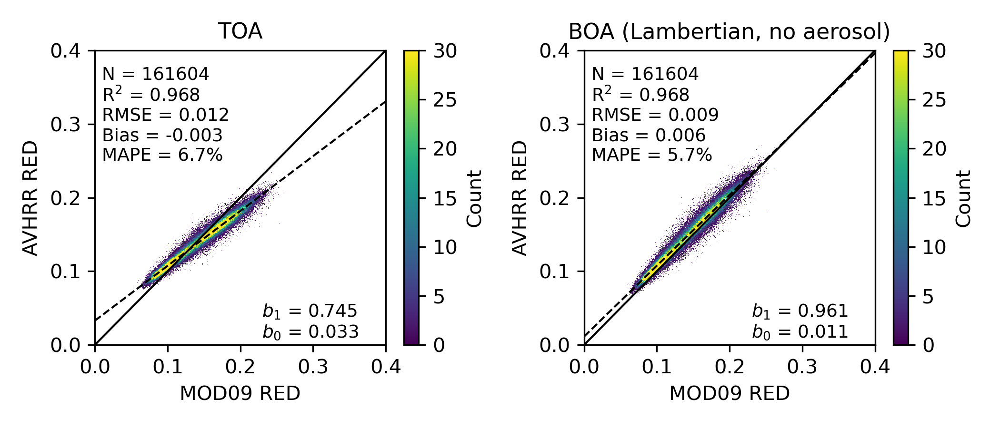 TOA
0.4
0.3
0.2
0.1
0.0
AVHRR RED
N = 161604
R² = 0.968
RMSE = 0.012
Bias = -0.003
MAPE = 6.7%
b₁ = 0.745
b₀ = 0.033
0.0 0.1 0.2 0.3 0.4
MOD09 RED
30
25
20
15
10
5
0
Count
BOA (Lambertian, no aerosol)
0.4
0.3
0.2
0.1
0.0
AVHRR RED
N = 161604
R² = 0.968
RMSE = 0.009
Bias = 0.006
MAPE = 5.7%
b₁ = 0.961
b₀ = 0.011
0.0 0.1 0.2 0.3 0.4
MOD09 RED
30
25
20
15
10
5
0
Count